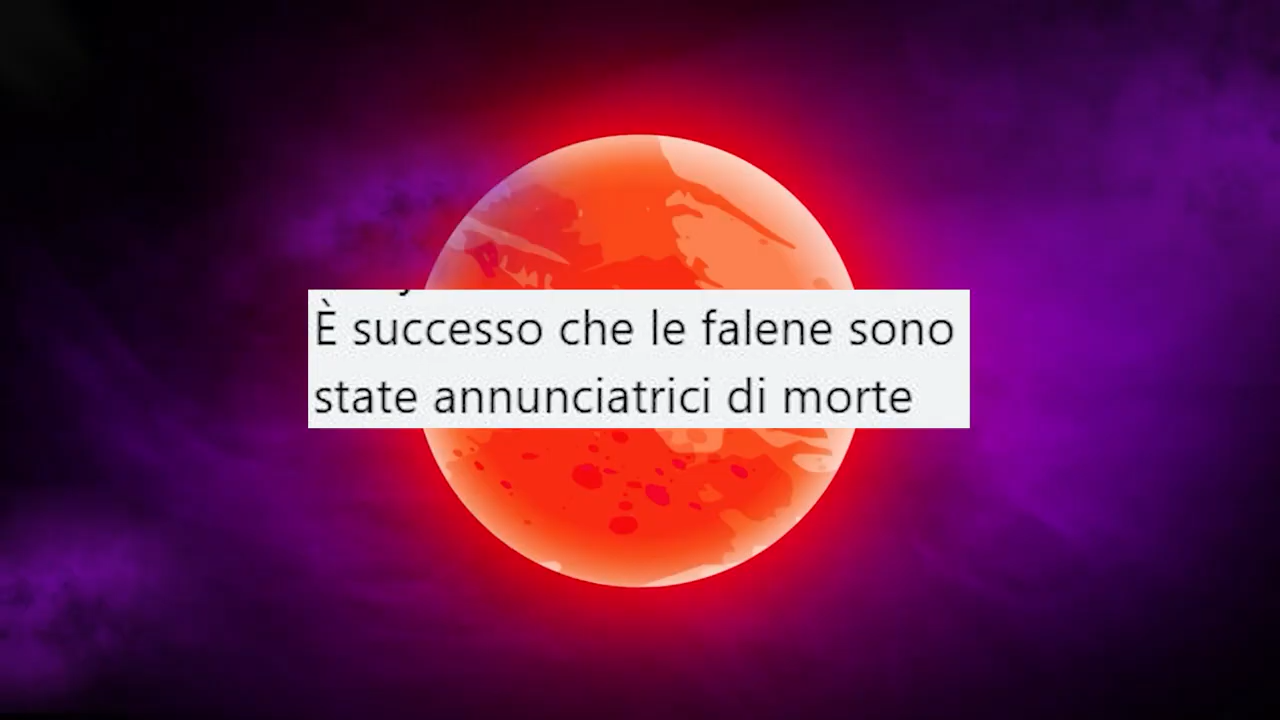 È successo che le falene sono
state annunciatrici di morte